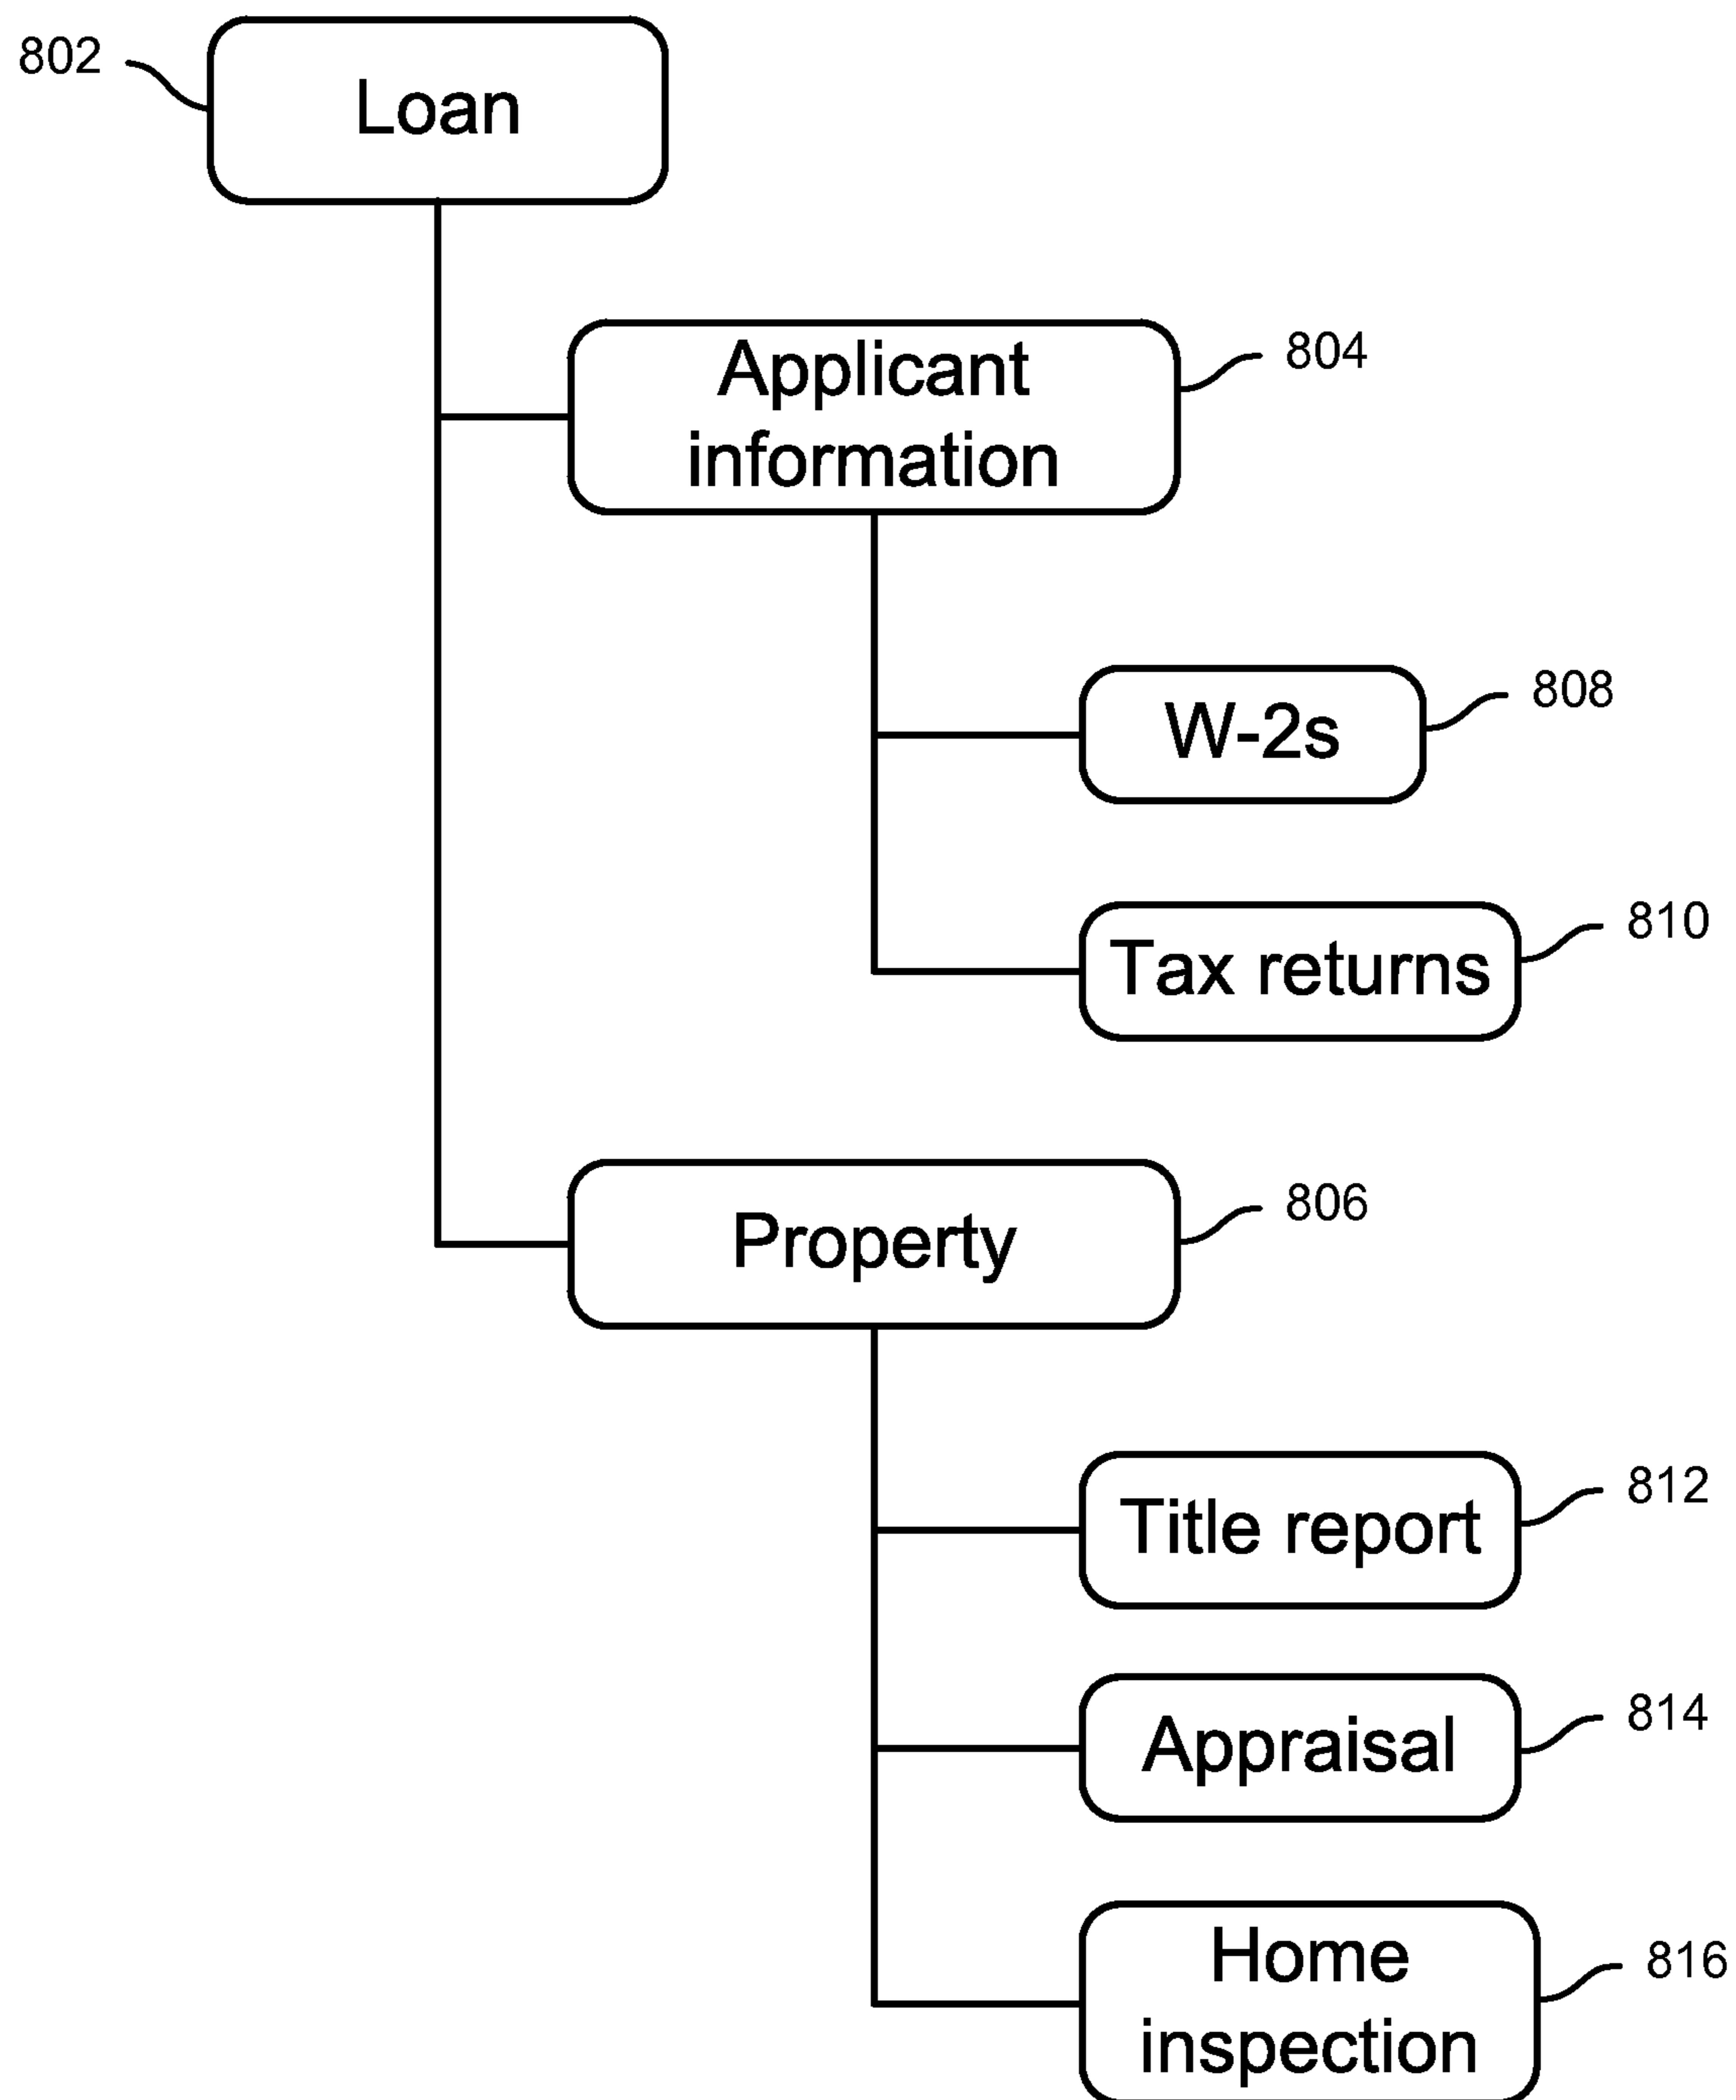 802
Loan
Applicant
information
804
W-2s
808
Tax returns
810
Property
806
Title report
812
Appraisal
814
Home
inspection
816